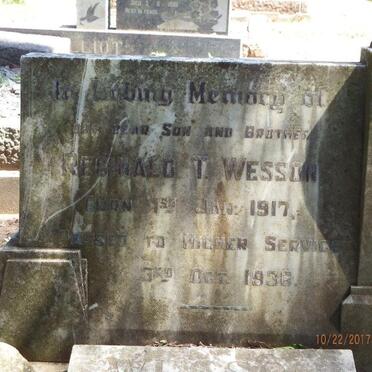 In Loving Memory of
our dear Son and Brother
Reginald T. Wesson
Born 1st Jan. 1917.
Passed to Higher Service
3rd Oct. 1936.
10/22/2017